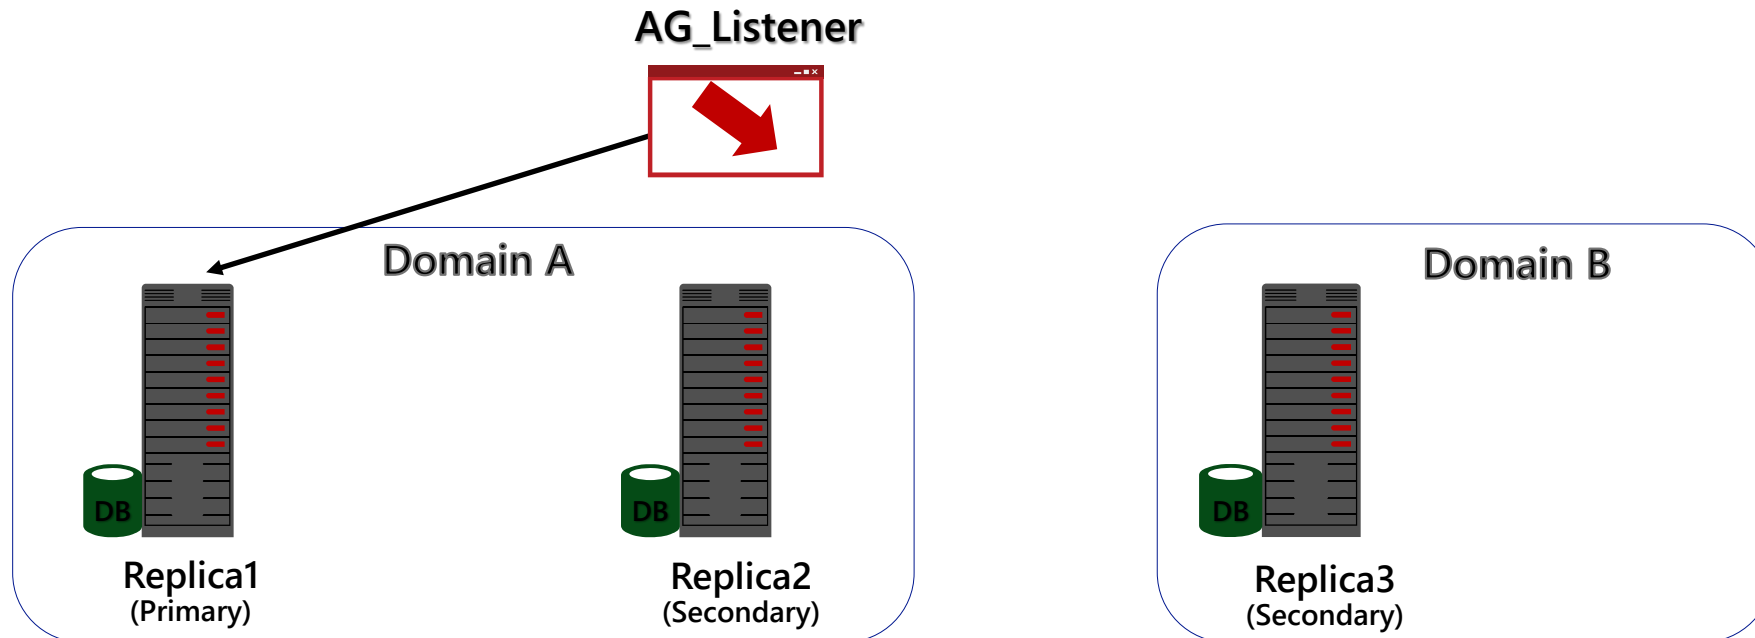 AG_Listener
Domain A
Domain B
DB
DB
DB
Replica1
(Primary)
Replica2
(Secondary)
Replica3
(Secondary)